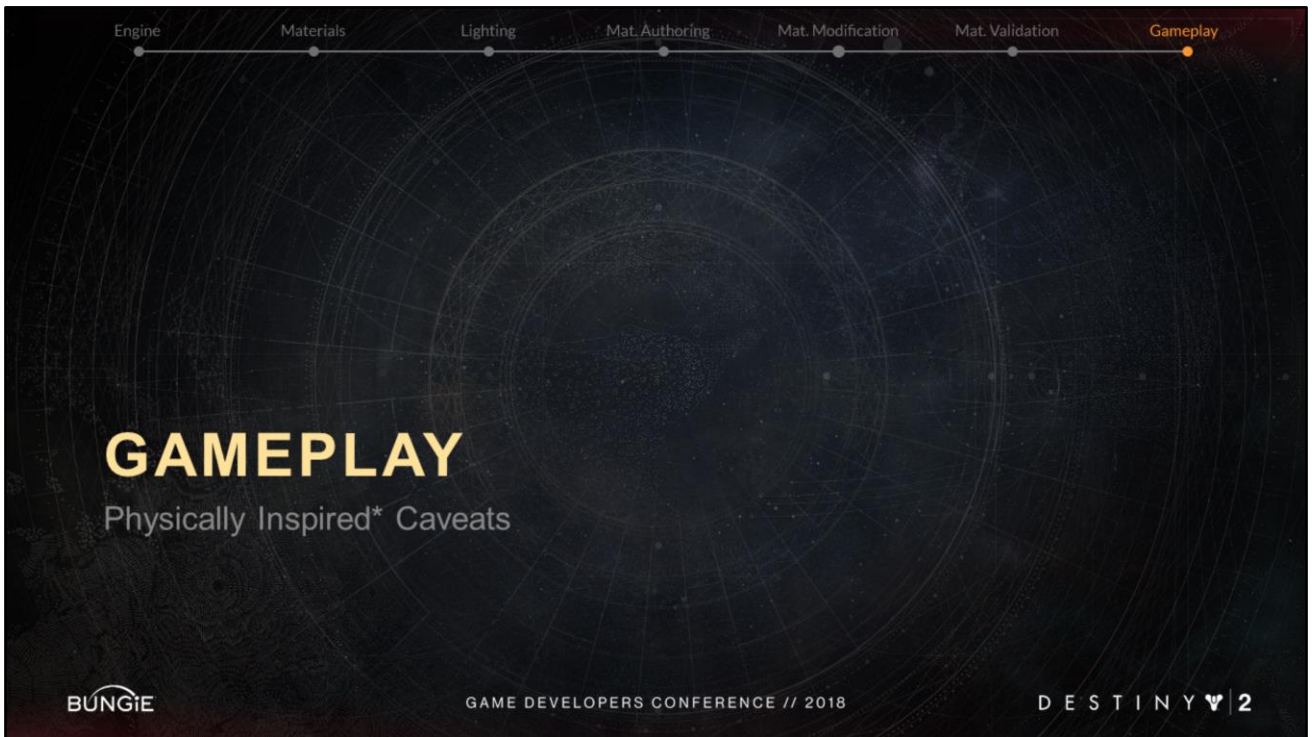 Engine Materials Lighting Mat. Authoring Mat. Modification Mat. Validation Gameplay
GAMEPLAY
Physically Inspired* Caveats
BUNGiE GAME DEVELOPERS CONFERENCE // 2018 DESTINY 2